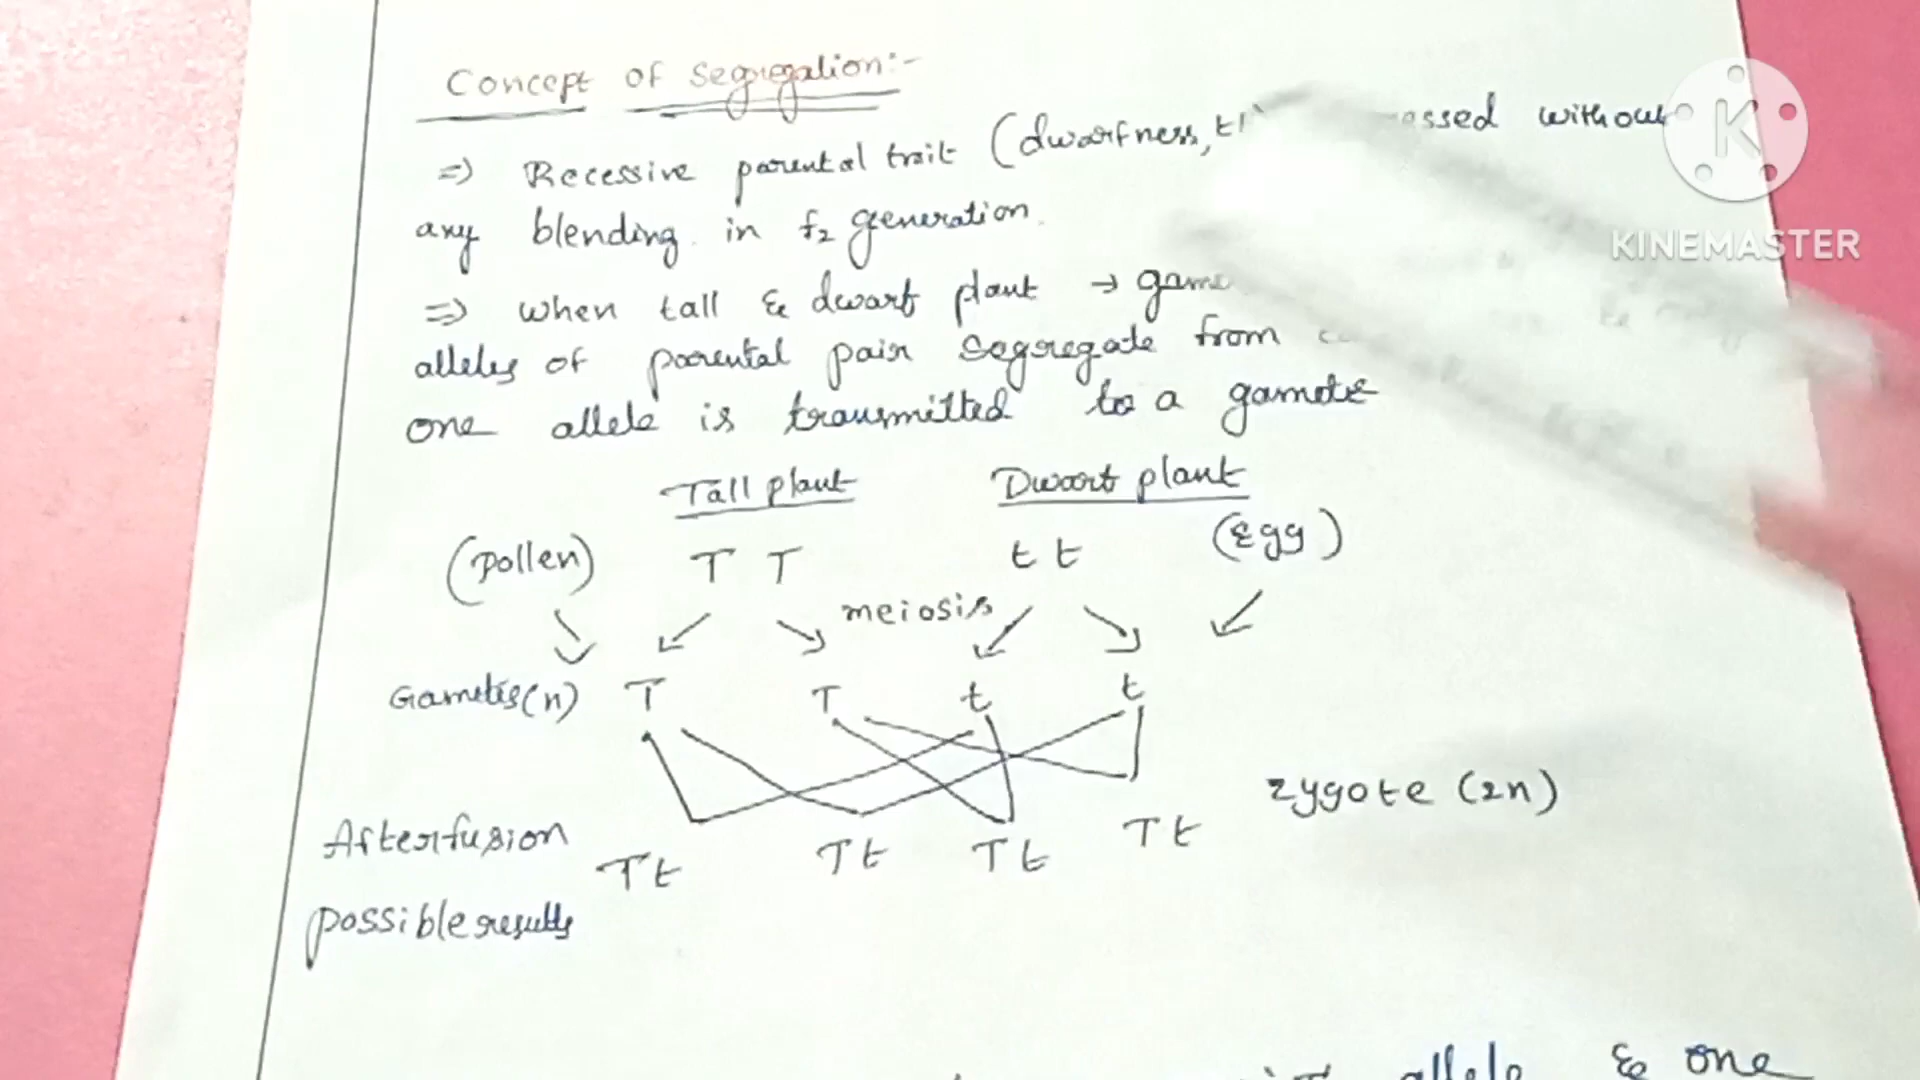 Concept of Segregation:-
=> Recessive parental trait (dwarfness, essed without
any blending in f2 generation.
=> when tall & dwarf plant →
alleles of parental pair segregate from
one allele is transmitted to a gamete
Tall plant Dwarf plant
(pollen) T T t t (Egg)
meiosis
Gametes(n) T T t t
zygote (2n)
After fusion Tt Tt Tt Tt
possible results
allele & one
K
KINEMASTER